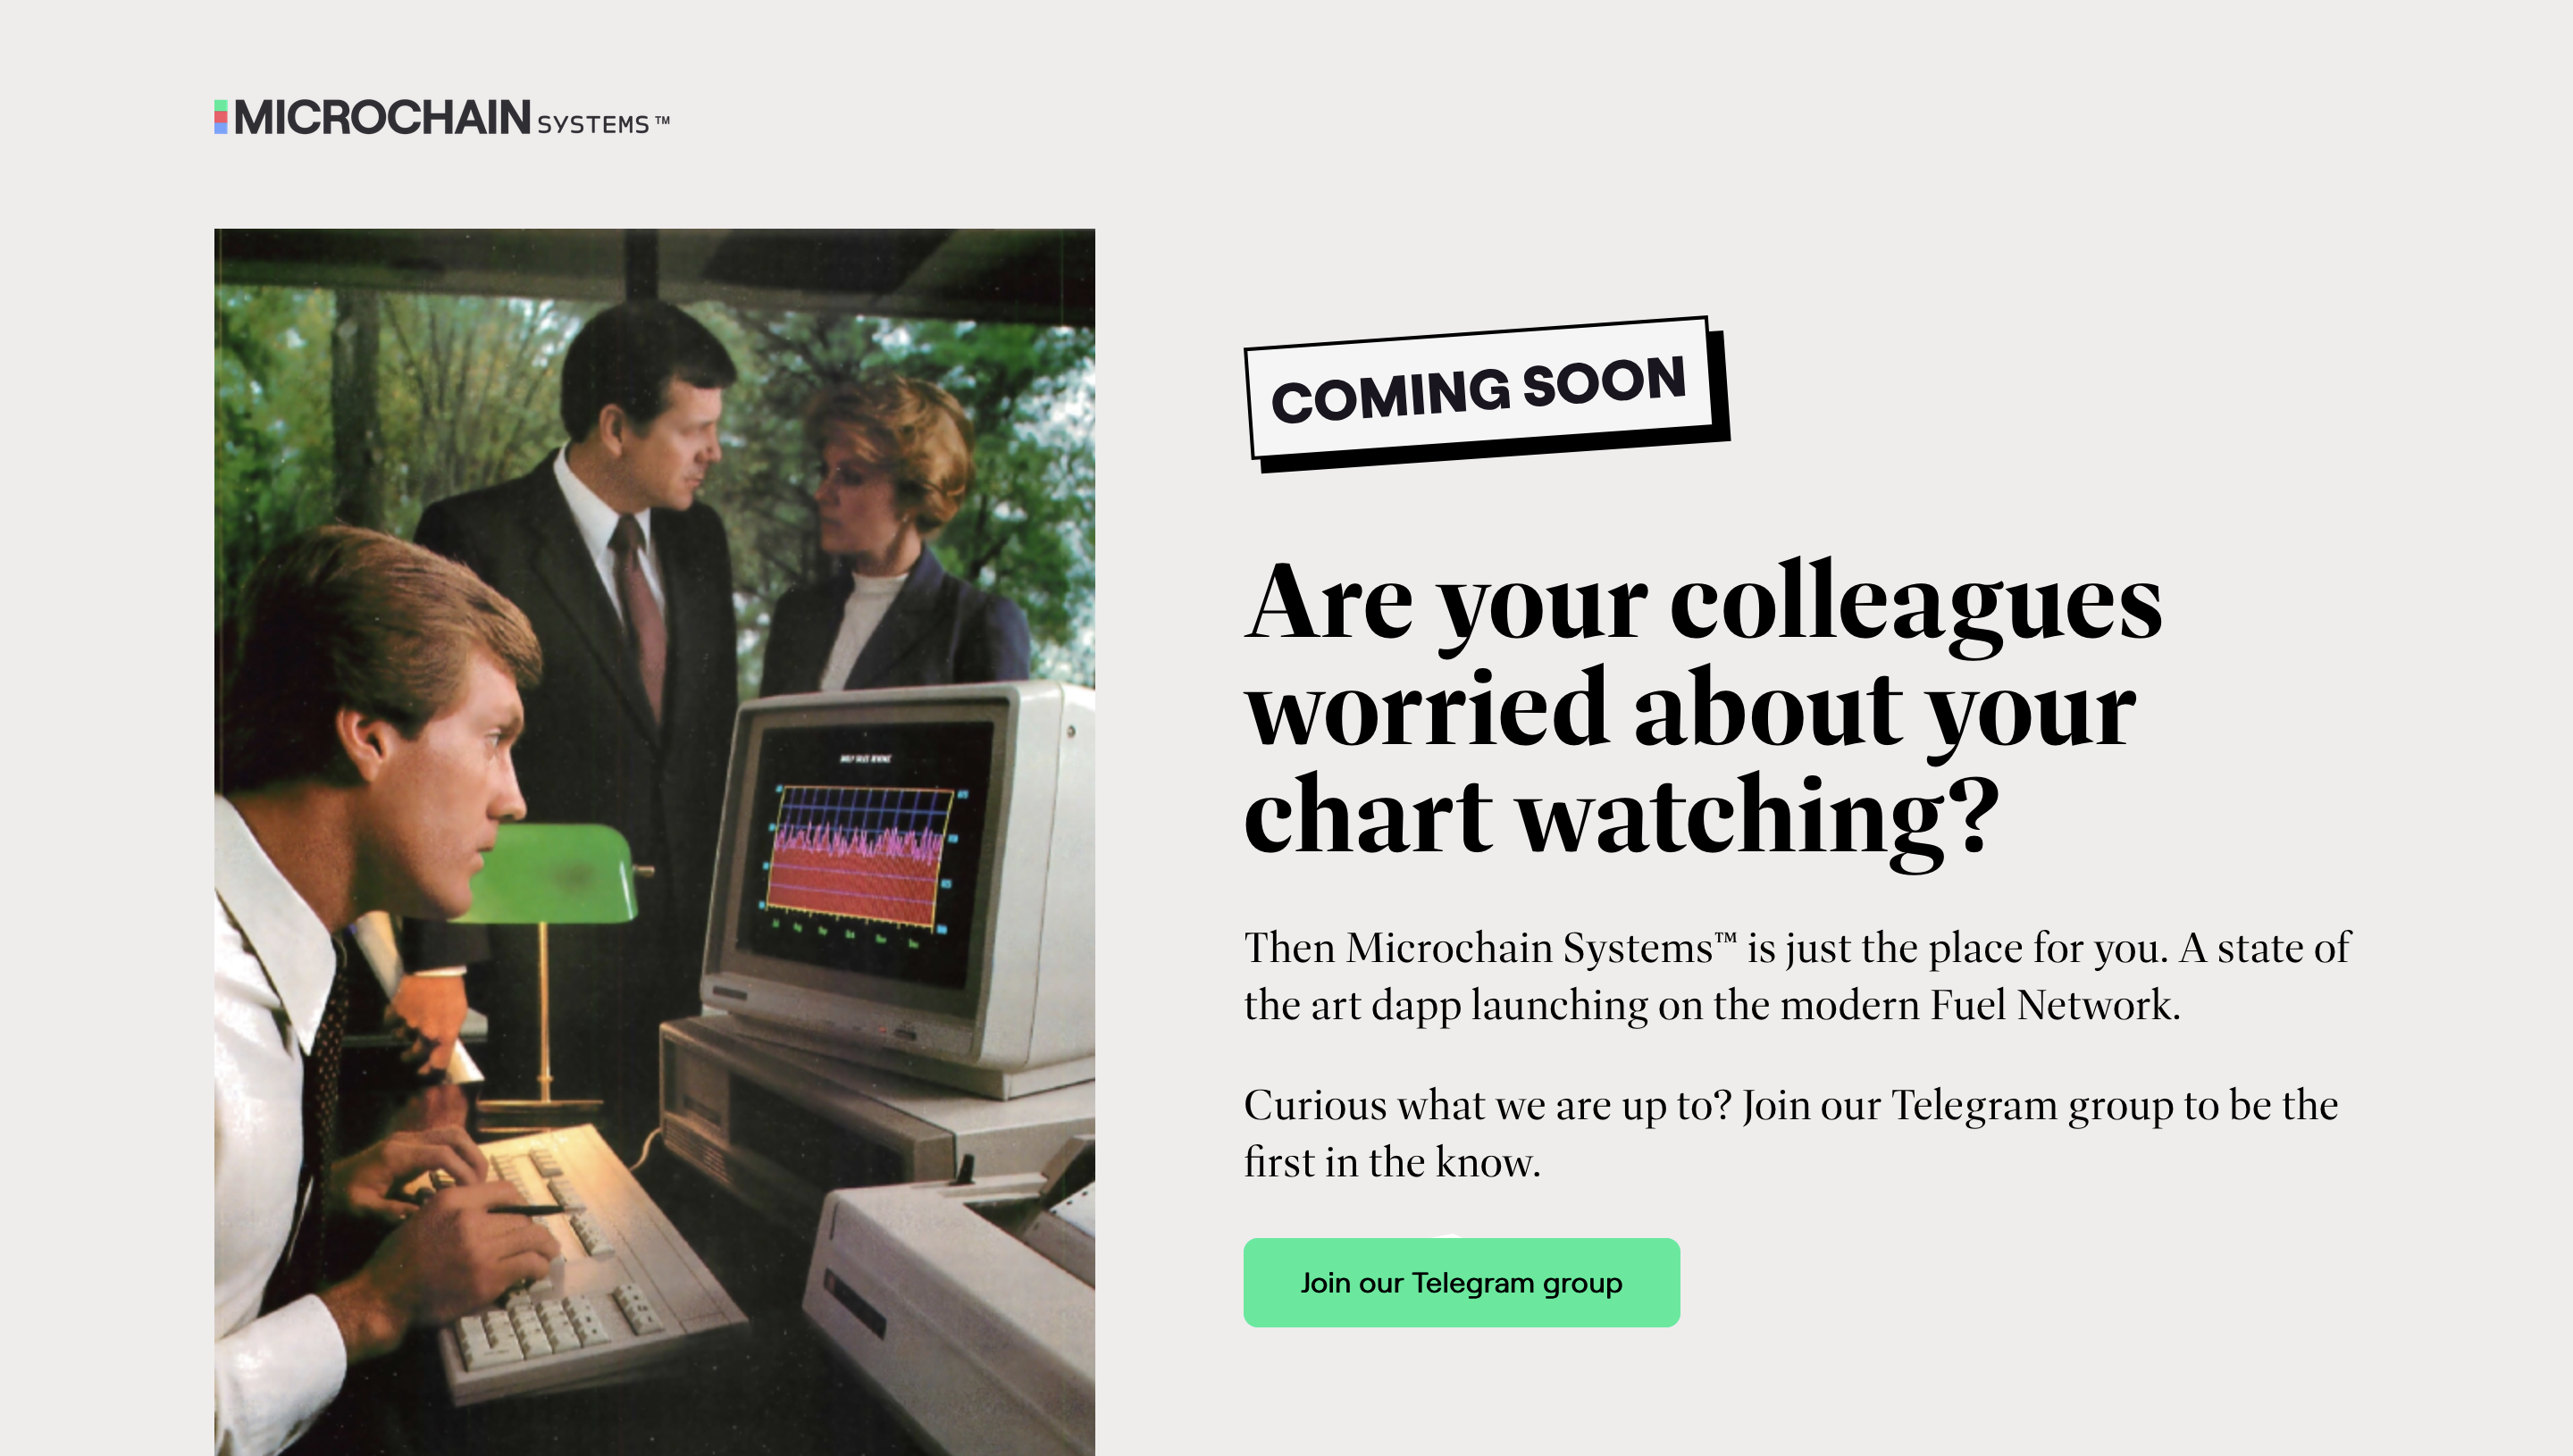 MICROCHAIN SYSTEMS™
COMING SOON
Are your colleagues
worried about your
chart watching?
Then Microchain Systems™ is just the place for you. A state of
the art dapp launching on the modern Fuel Network.
Curious what we are up to? Join our Telegram group to be the
first in the know.
Join our Telegram group